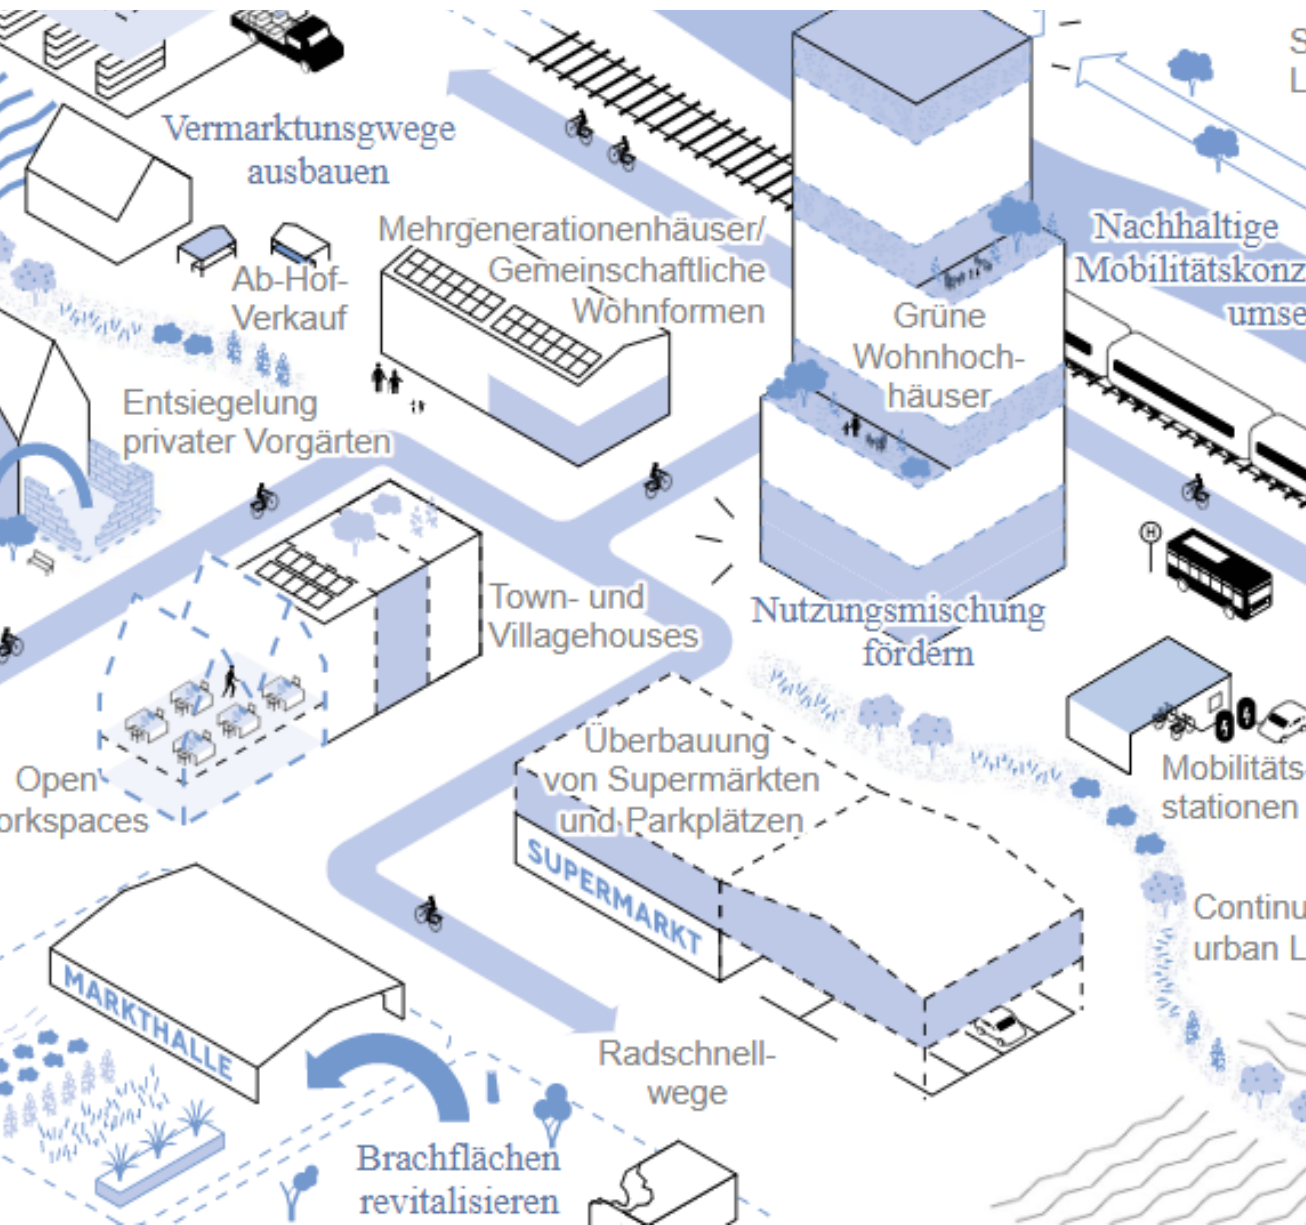 S
L
Vermarktunsgwege
ausbauen
Mehrgenerationenhäuser/
Gemeinschaftliche
Wohnformen
Nachhaltige
Mobilitätskonz
umse
Ab-Hof-
Verkauf
Grüne
Wohnhoch-
häuser
Entsiegelung
privater Vorgärten
H
Town- und
Villagehouses
Nutzungsmischung
fördern
Überbauung
von Supermärkten
und Parkplätzen
Open
orkspaces
Mobilitäts-
stationen
SUPERMARKT
Continu
urban L
MARKTHALLE
Radschnell-
wege
Brachflächen
revitalisieren